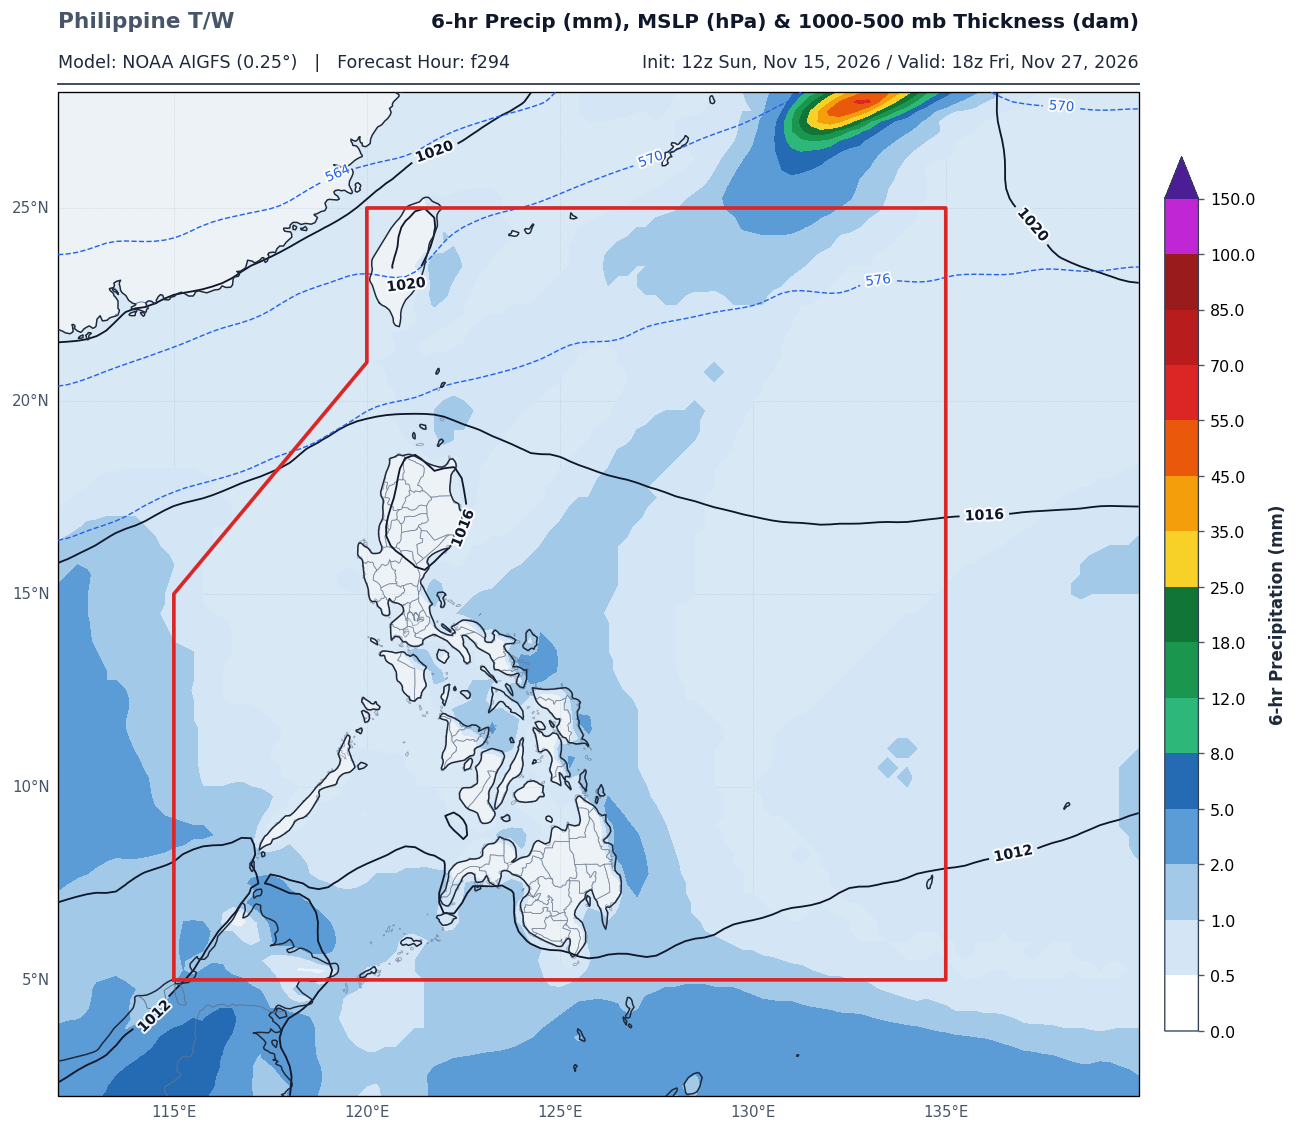 Philippine T/W
6-hr Precip (mm), MSLP (hPa) & 1000-500 mb Thickness (dam)
Model: NOAA AIGFS (0.25°) | Forecast Hour: f294
Init: 12z Sun, Nov 15, 2026 / Valid: 18z Fri, Nov 27, 2026
570
1020
564
570
150.0
25°N
1020
100.0
1020
576
85.0
70.0
20°N
55.0
45.0
1016
1016
35.0
15°N
25.0
18.0
12.0
6-hr Precipitation (mm)
8.0
10°N
5.0
1012
2.0
1.0
5°N
0.5
1012
0.0
115°E
120°E
125°E
130°E
135°E